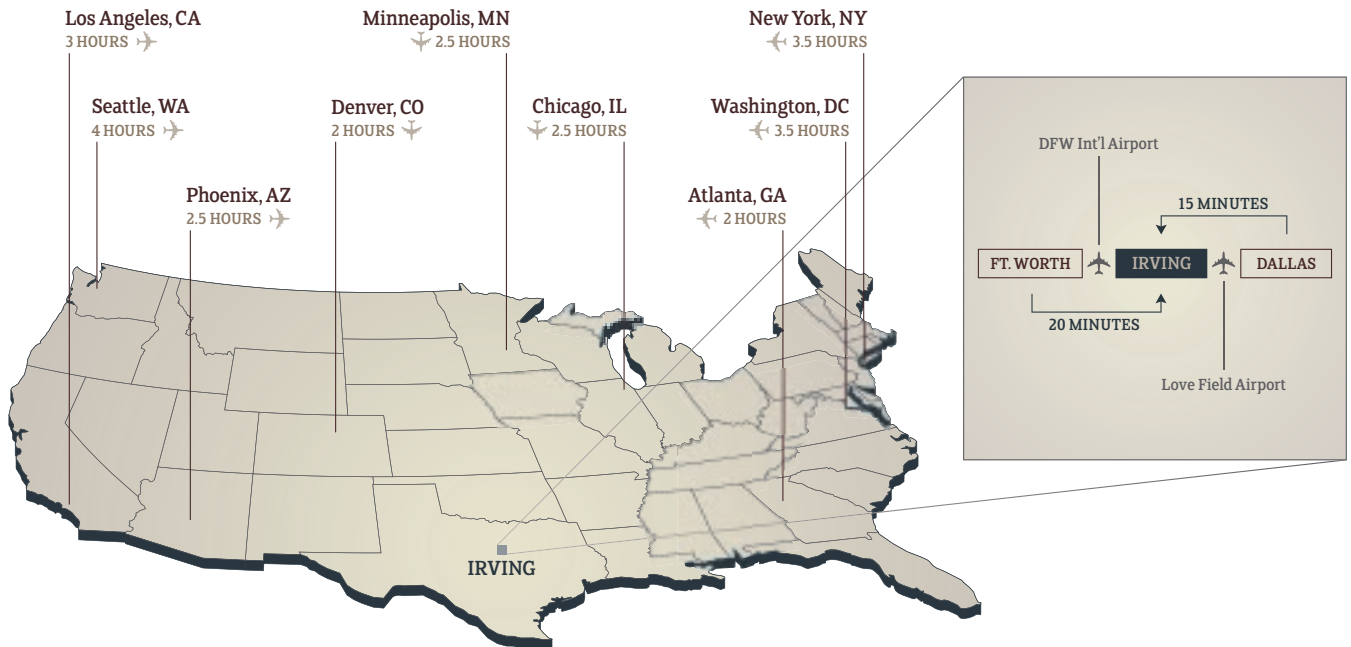 Los Angeles, CA
3 HOURS
Minneapolis, MN
2.5 HOURS
New York, NY
3.5 HOURS
Seattle, WA
4 HOURS
Denver, CO
2 HOURS
Chicago, IL
2.5 HOURS
Washington, DC
3.5 HOURS
Phoenix, AZ
2.5 HOURS
Atlanta, GA
2 HOURS
IRVING
DFW Int'l Airport
15 MINUTES
FT. WORTH
IRVING
DALLAS
20 MINUTES
Love Field Airport